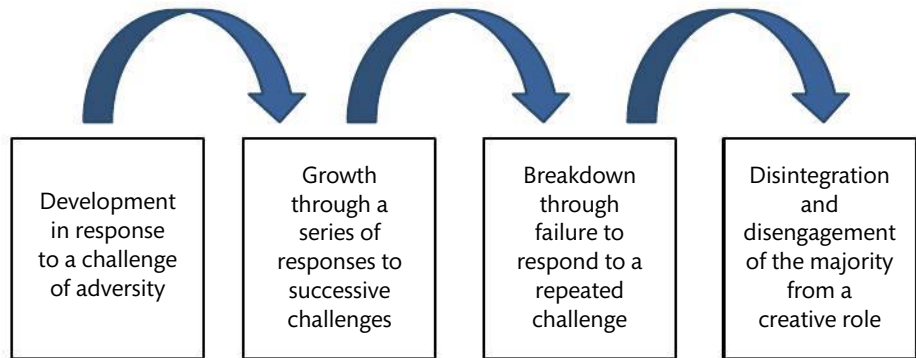 Development
in response
to a challenge
of adversity
Growth
through a
series of
responses to
successive
challenges
Breakdown
through
failure to
respond to a
repeated
challenge
Disintegration
and
disengagement
of the majority
from a
creative role